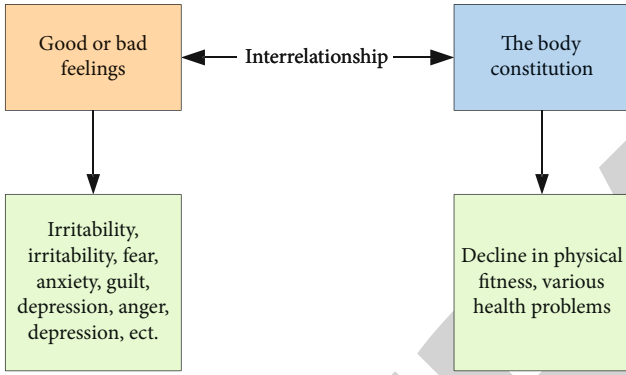 Good or bad
feelings
Interrelationship
The body
constitution
Irritability,
irritability, fear,
anxiety, guilt,
depression, anger,
depression, ect.
Decline in physical
fitness, various
health problems